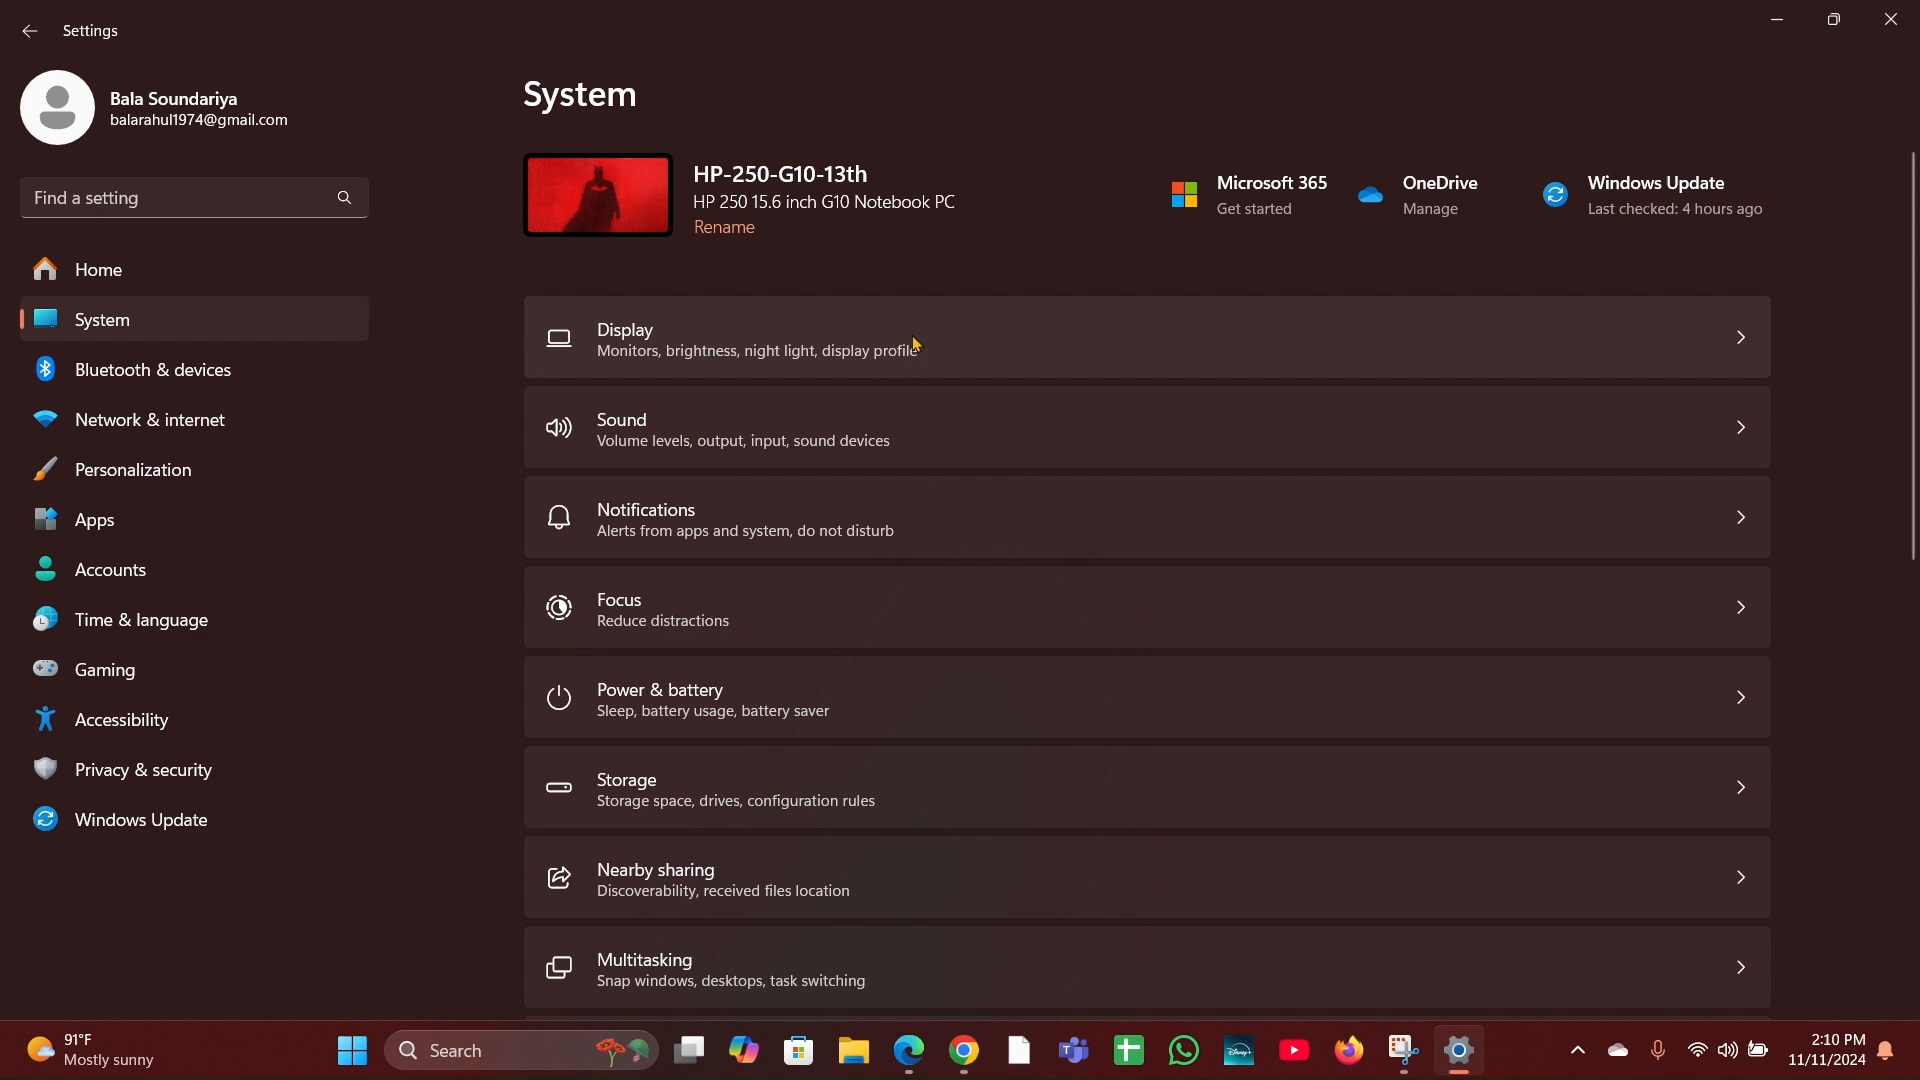 Settings
Bala Soundariya
balarahul1974@gmail.com
Find a setting
Home
System
Bluetooth & devices
Network & internet
Personalization
Apps
Accounts
Time & language
Gaming
Accessibility
Privacy & security
Windows Update
System
HP-250-G10-13th
HP 250 15.6 inch G10 Notebook PC
Rename
Microsoft 365
Get started
OneDrive
Manage
Windows Update
Last checked: 4 hours ago
Display
Monitors, brightness, night light, display profile
Sound
Volume levels, output, input, sound devices
Notifications
Alerts from apps and system, do not disturb
Focus
Reduce distractions
Power & battery
Sleep, battery usage, battery saver
Storage
Storage space, drives, configuration rules
Nearby sharing
Discoverability, received files location
Multitasking
Snap windows, desktops, task switching
91°F
Mostly sunny
Search
Disney+
2:10 PM
11/11/2024